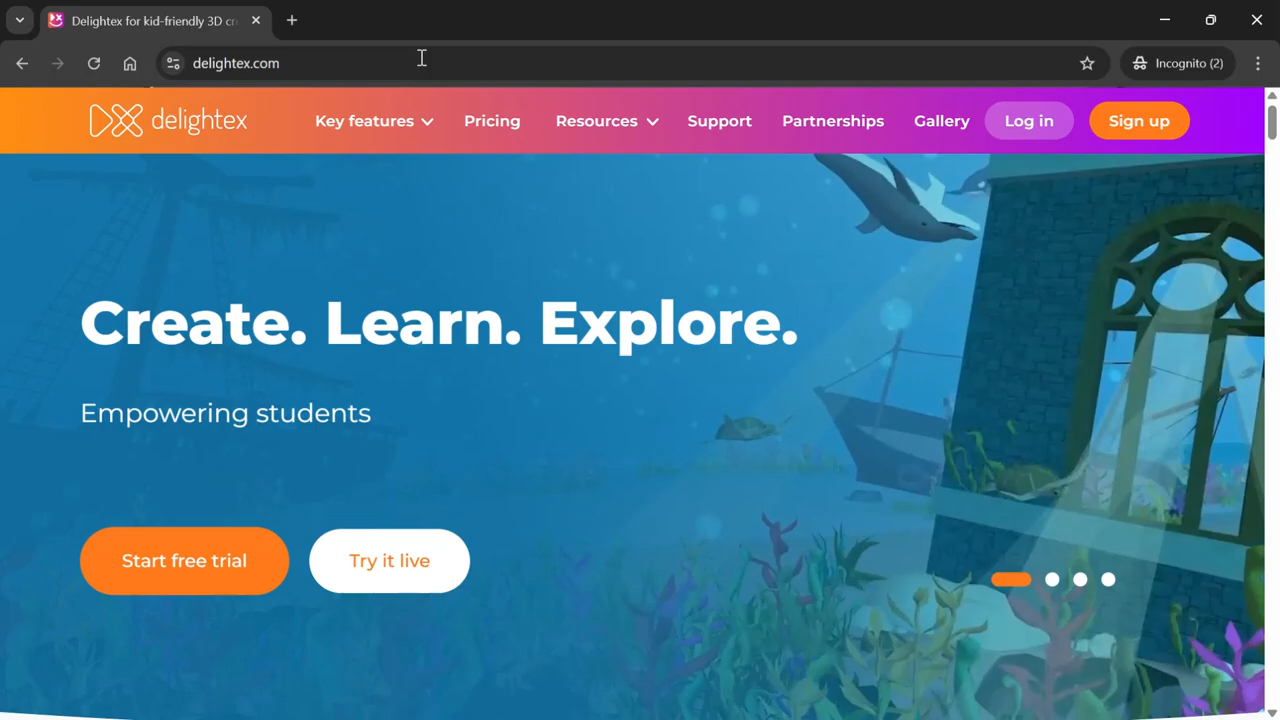 Delightex for kid-friendly 3D cr
delightex.com
Incognito (2)
delightex
Key features
Pricing
Resources
Support
Partnerships
Gallery
Log in
Sign up
Create. Learn. Explore.
Empowering students
Start free trial
Try it live